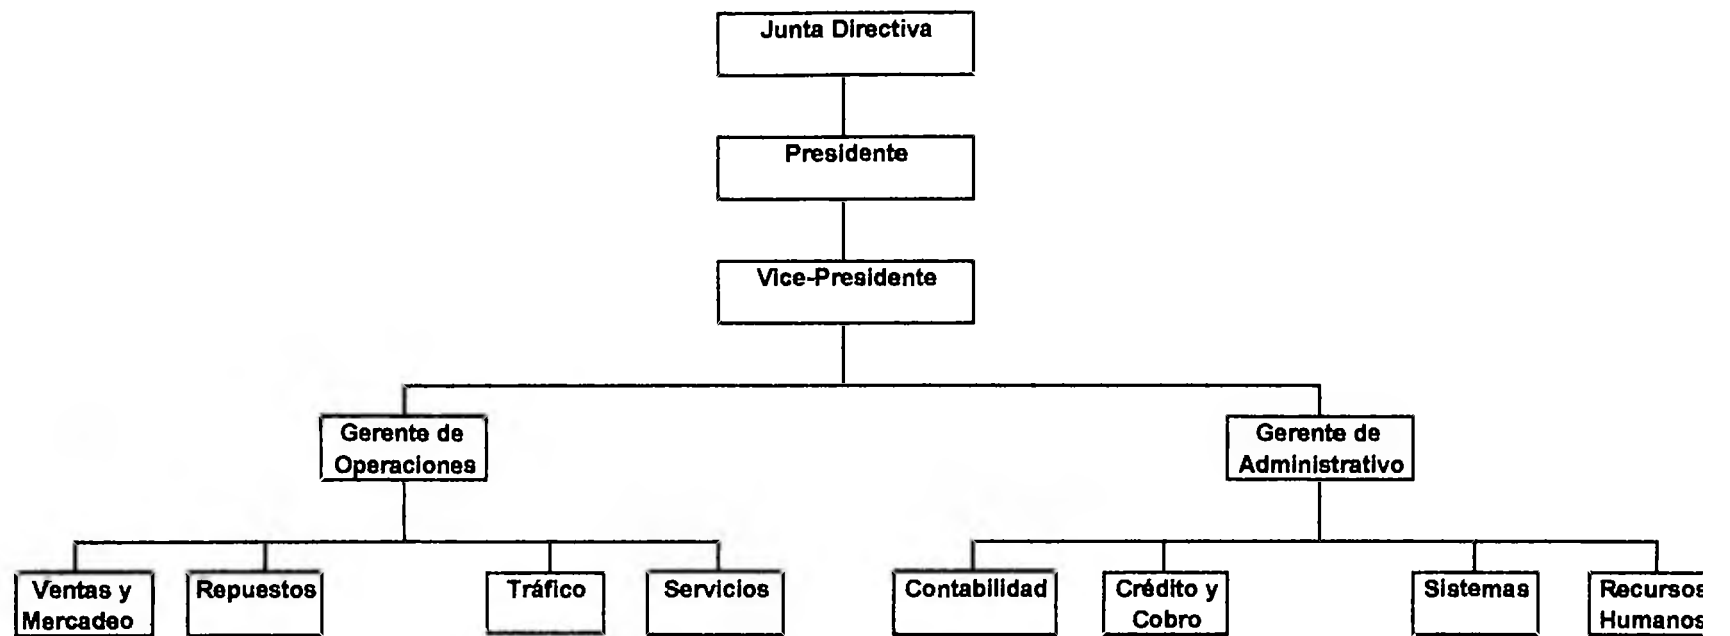 Junta Directiva
Presidente
Vice-Presidente
Gerente de
Operaciones
Gerente de
Administrativo
Ventas y
Mercadeo
Repuestos
Tráfico
Servicios
Contabilidad
Crédito y
Cobro
Sistemas
Recursos
Humanos